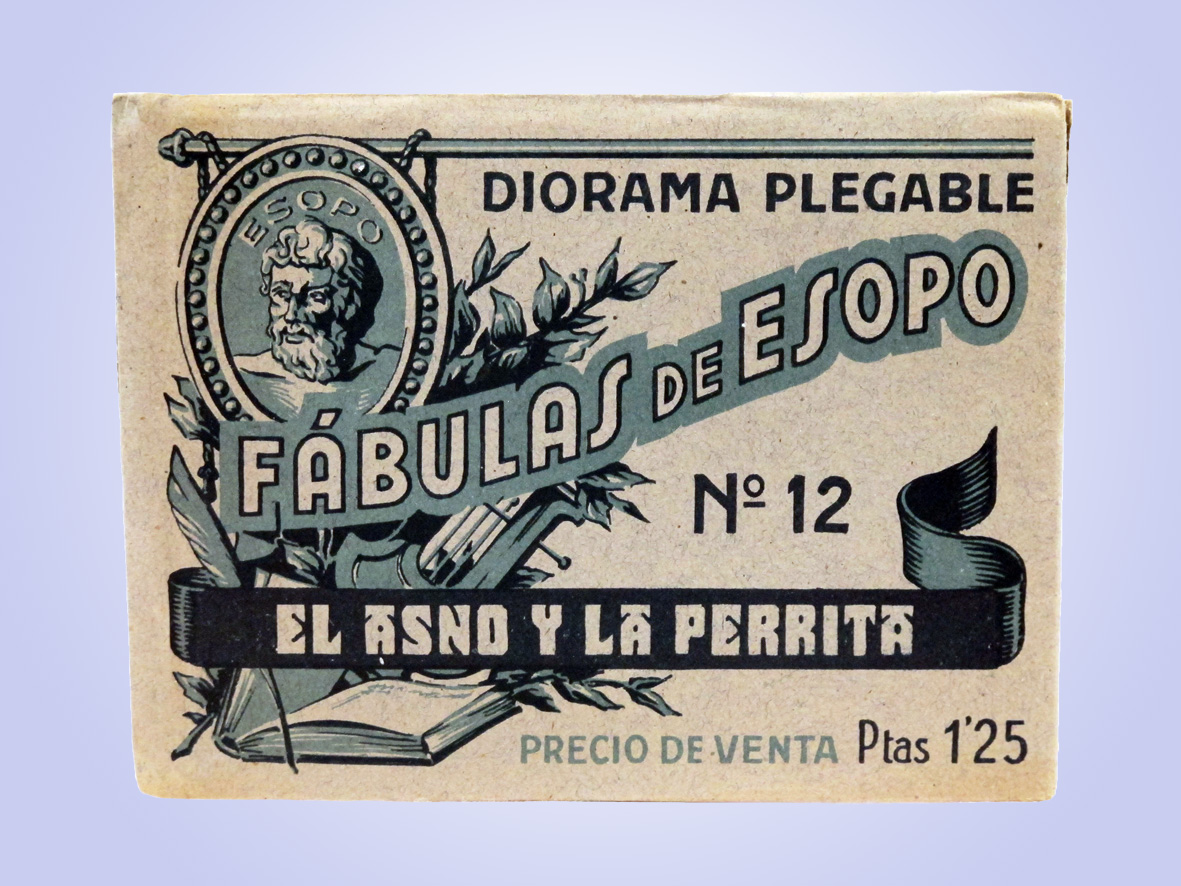 ESOPO
DIORAMA PLEGABLE
FÁBULAS DE ESOPO
Nº 12
EL ASNO Y LA PERRITA
PRECIO DE VENTA Ptas 1'25